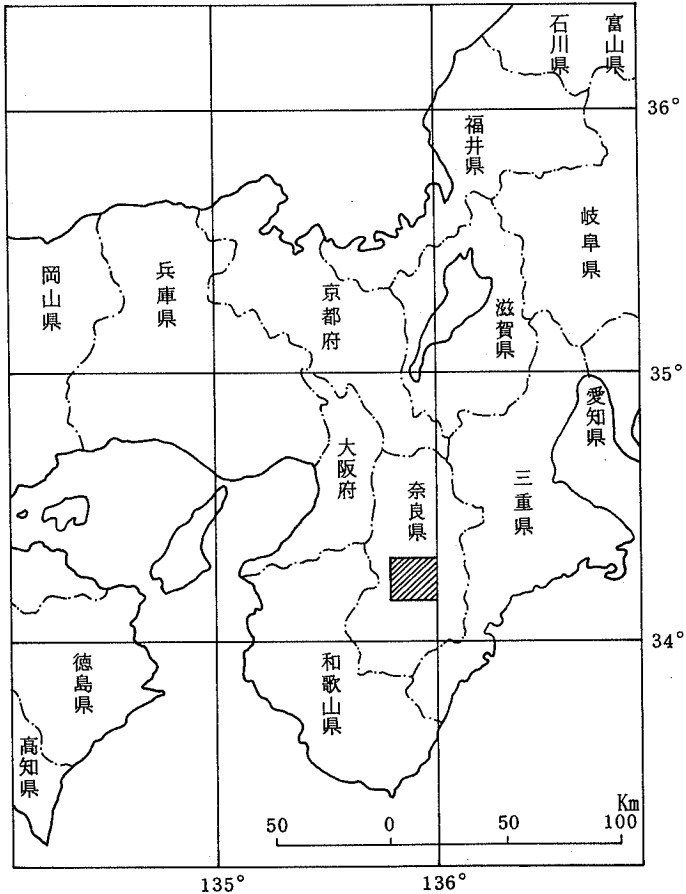 石川県
富山県
36°
福井県
岐阜県
岡山県
兵庫県
京都府
滋賀県
35°
愛知県
大阪府
奈良県
三重県
34°
徳島県
和歌山県
高知県
Km
50 0 50 100
135° 136°